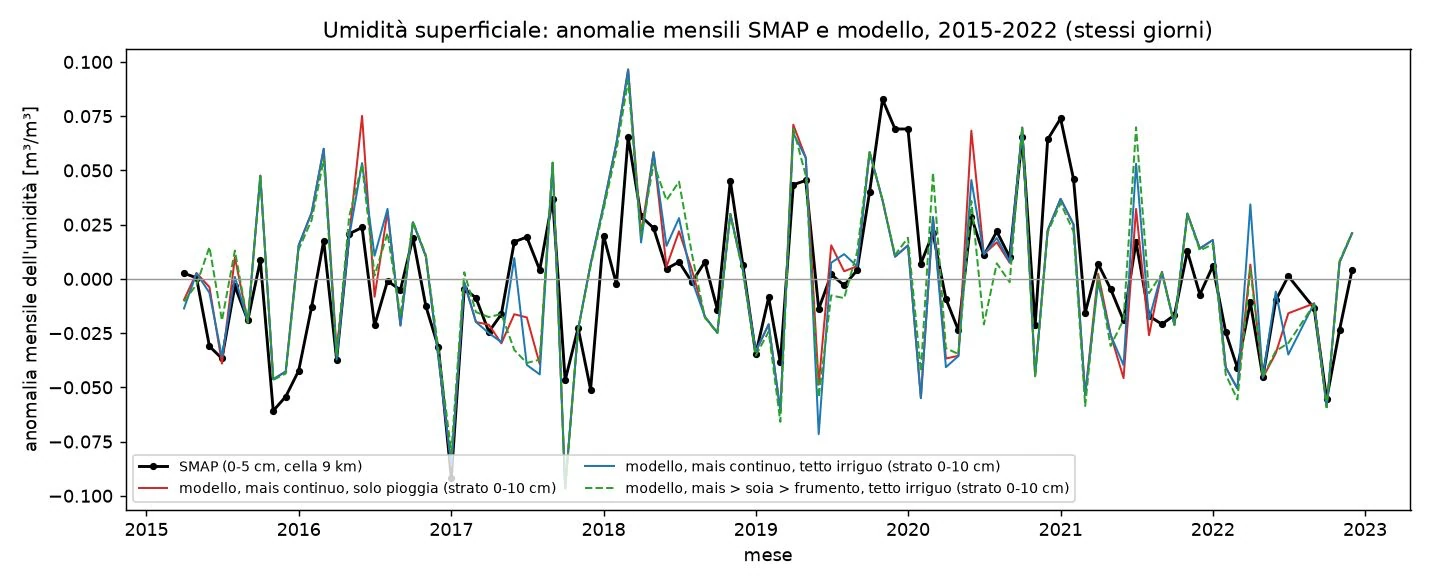 Umidità superficiale: anomalie mensili SMAP e modello, 2015-2022 (stessi giorni)
anomalia mensile dell'umidità [m³/m³]
0.100
0.075
0.050
0.025
0.000
−0.025
−0.050
−0.075
−0.100
SMAP (0-5 cm, cella 9 km)
modello, mais continuo, solo pioggia (strato 0-10 cm)
modello, mais continuo, tetto irriguo (strato 0-10 cm)
modello, mais > soia > frumento, tetto irriguo (strato 0-10 cm)
2015 2016 2017 2018 2019 2020 2021 2022 2023
mese